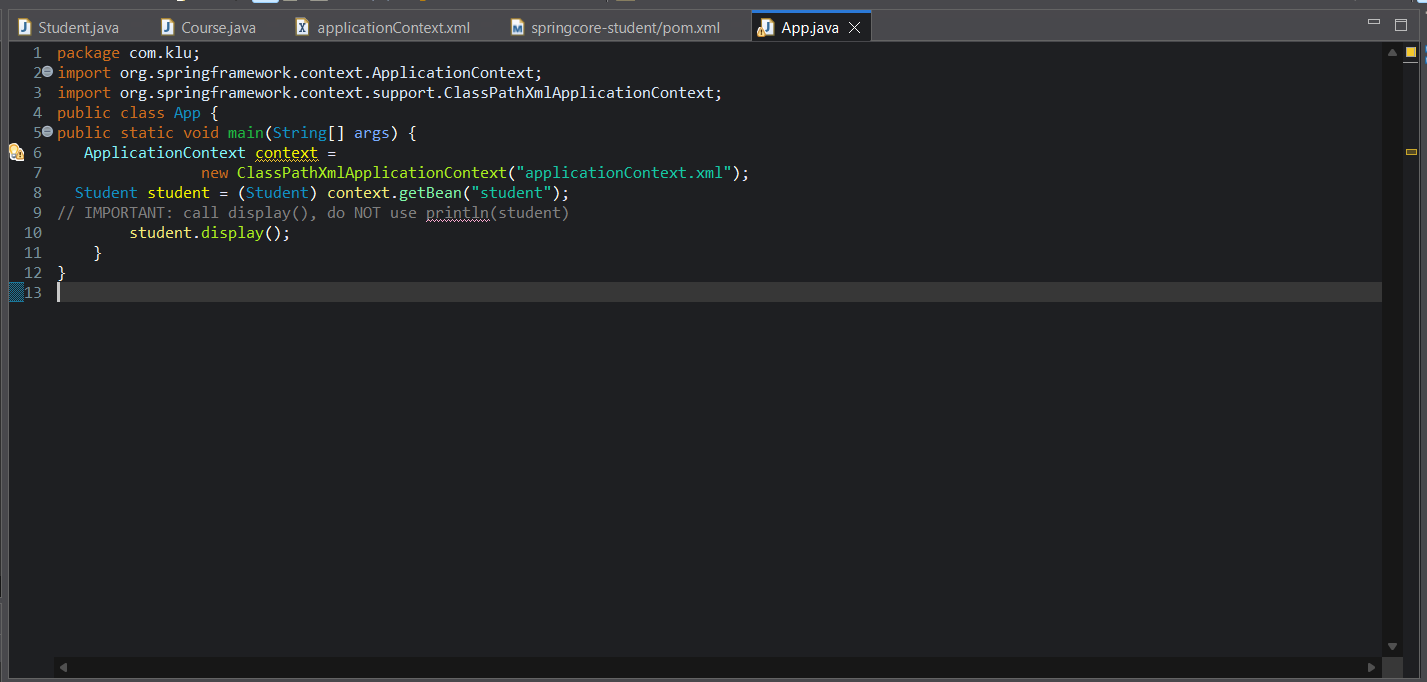 Student.java Course.java applicationContext.xml springcore-student/pom.xml App.java
1 package com.klu;
2 import org.springframework.context.ApplicationContext;
3 import org.springframework.context.support.ClassPathXmlApplicationContext;
4 public class App {
5 public static void main(String[] args) {
6    ApplicationContext context =
7                 new ClassPathXmlApplicationContext("applicationContext.xml");
8   Student student = (Student) context.getBean("student");
9 // IMPORTANT: call display(), do NOT use println(student)
10         student.display();
11     }
12 }
13